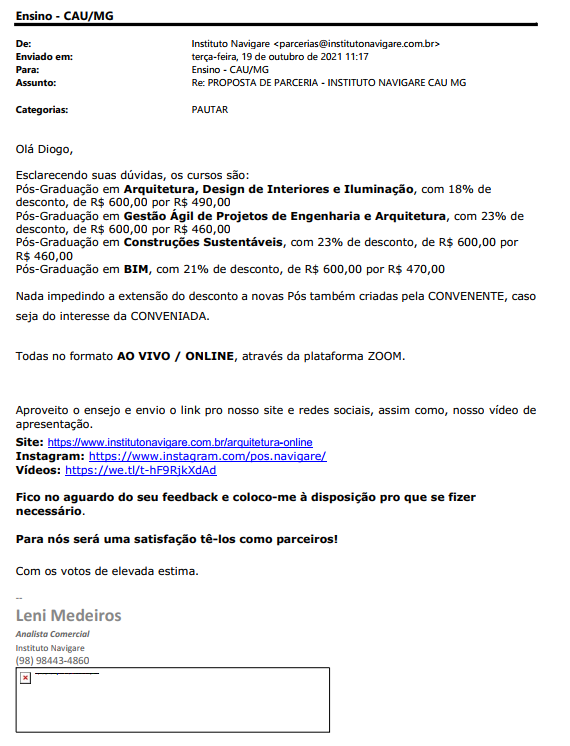 Ensino - CAU/MG
De: Instituto Navigare <parcerias@institutonavigare.com.br>
Enviado em: terça-feira, 19 de outubro de 2021 11:17
Para: Ensino - CAU/MG
Assunto: Re: PROPOSTA DE PARCERIA - INSTITUTO NAVIGARE CAU MG
Categorias: PAUTAR
Olá Diogo,
Esclarecendo suas dúvidas, os cursos são:
Pós-Graduação em Arquitetura, Design de Interiores e Iluminação, com 18% de
desconto, de R$ 600,00 por R$ 490,00
Pós-Graduação em Gestão Ágil de Projetos de Engenharia e Arquitetura, com 23% de
desconto, de R$ 600,00 por R$ 460,00
Pós-Graduação em Construções Sustentáveis, com 23% de desconto, de R$ 600,00 por
R$ 460,00
Pós-Graduação em BIM, com 21% de desconto, de R$ 600,00 por R$ 470,00
Nada impedindo a extensão do desconto a novas Pós também criadas pela CONVENENTE, caso
seja do interesse da CONVENIADA.
Todas no formato AO VIVO / ONLINE, através da plataforma ZOOM.
Aproveito o ensejo e envio o link pro nosso site e redes sociais, assim como, nosso vídeo de
apresentação.
Site: https://www.institutonavigare.com.br/arquitetura-online
Instagram: https://www.instagram.com/pos.navigare/
Vídeos: https://we.tl/t-hF9RjkXdAd
Fico no aguardo do seu feedback e coloco-me à disposição pro que se fizer
necessário.
Para nós será uma satisfação tê-los como parceiros!
Com os votos de elevada estima.
--
Leni Medeiros
Analista Comercial
Instituto Navigare
(98) 98443-4860